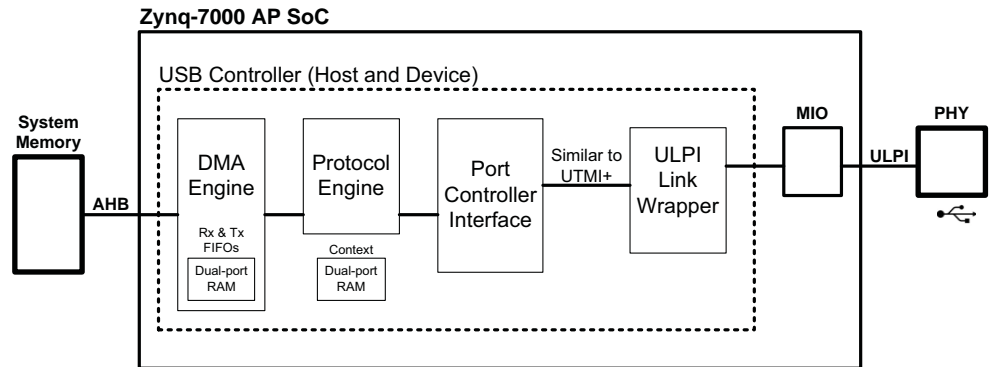 Zynq-7000 AP SoC
USB Controller (Host and Device)
System
Memory
AHB
DMA
Engine
Rx & Tx
FIFOs
Dual-port
RAM
Protocol
Engine
Context
Dual-port
RAM
Port
Controller
Interface
Similar to
UTMI+
ULPI
Link
Wrapper
MIO
ULPI
PHY